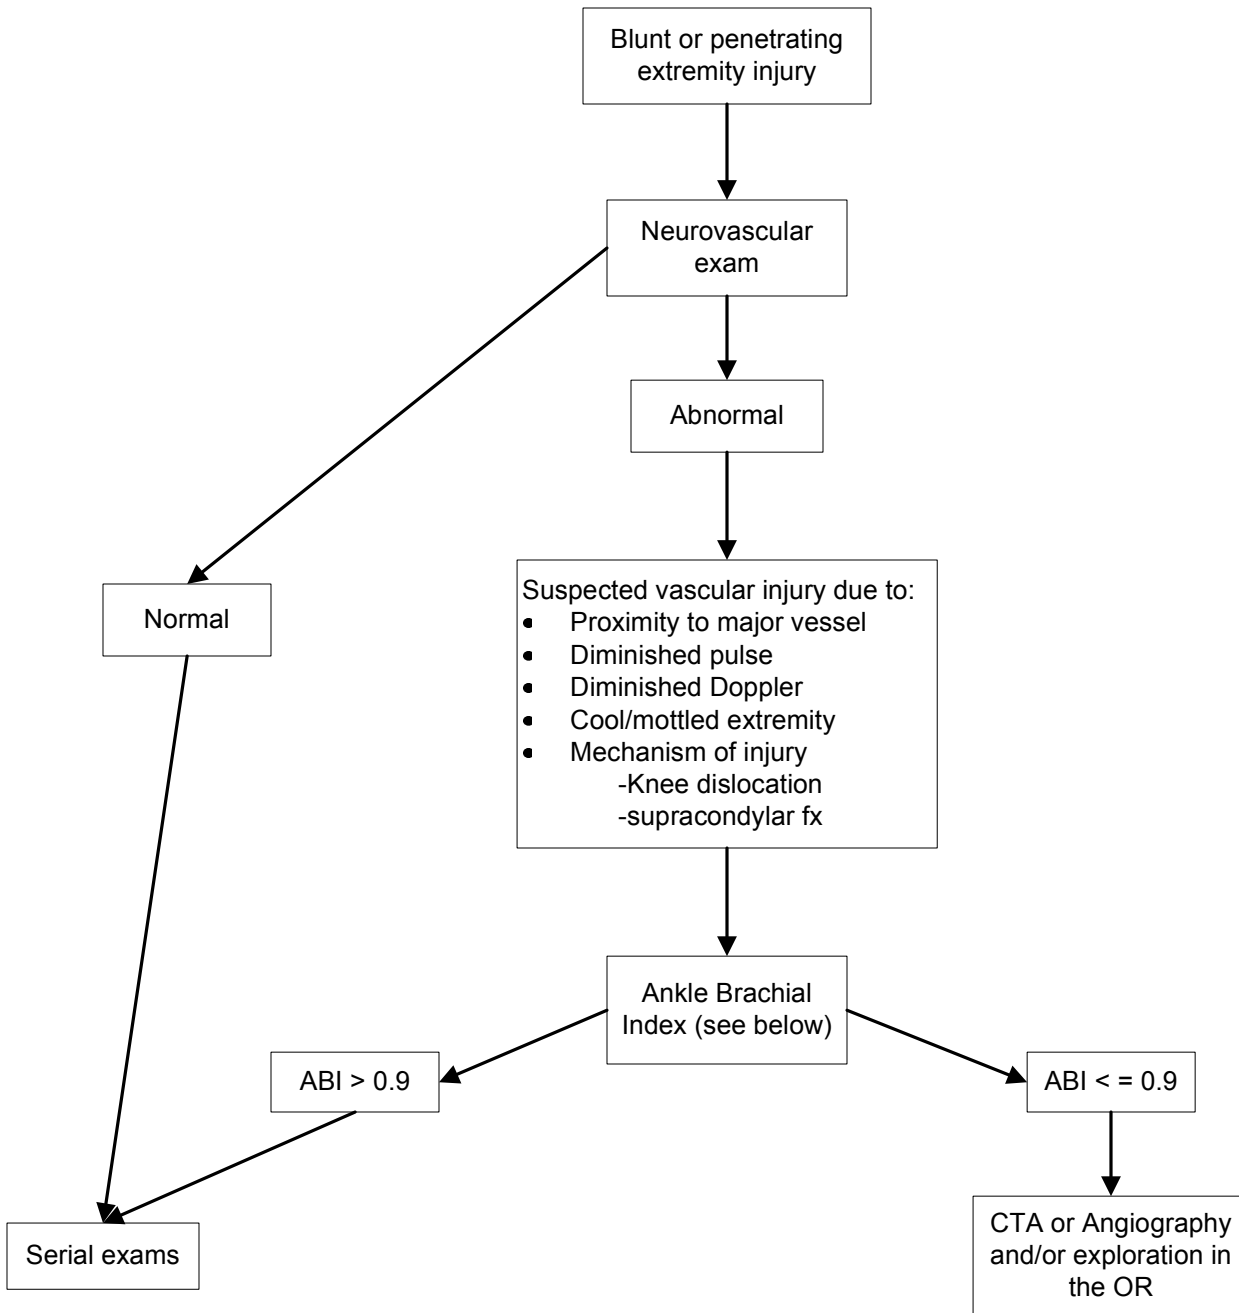 Blunt or penetrating
extremity injury
Neurovascular
exam
Abnormal
Normal
Suspected vascular injury due to:
• Proximity to major vessel
• Diminished pulse
• Diminished Doppler
• Cool/mottled extremity
• Mechanism of injury
-Knee dislocation
-supracondylar fx
Ankle Brachial
Index (see below)
ABI > 0.9
ABI < = 0.9
Serial exams
CTA or Angiography
and/or exploration in
the OR